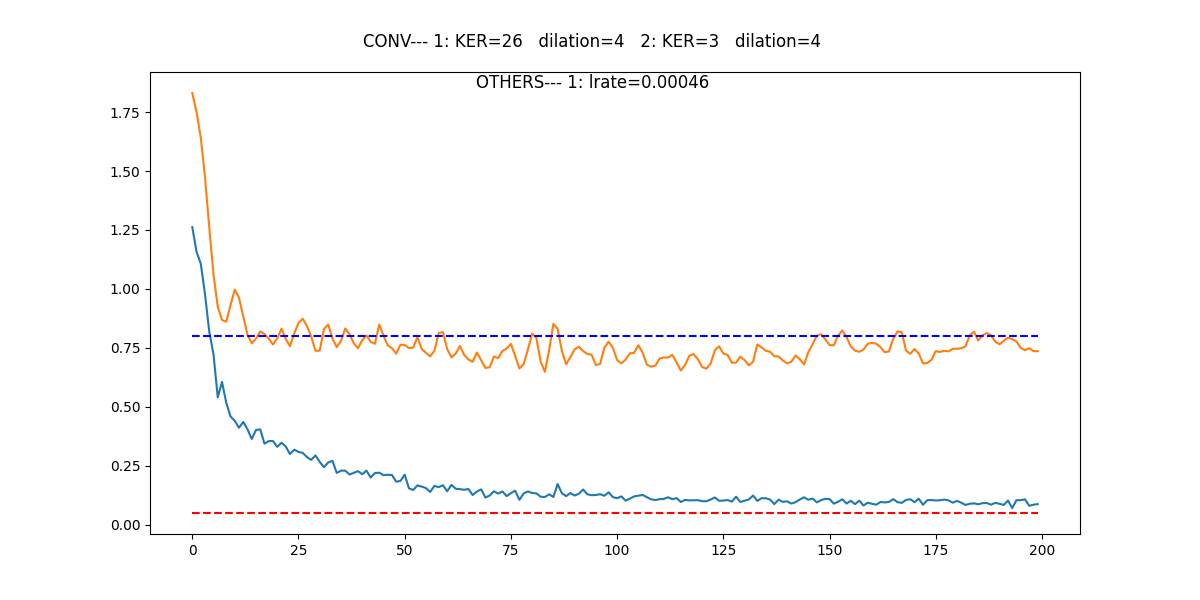 CONV--- 1: KER=26   dilation=4   2: KER=3   dilation=4
OTHERS--- 1: lrate=0.00046
1.75
1.50
1.25
1.00
0.75
0.50
0.25
0.00
0 25 50 75 100 125 150 175 200